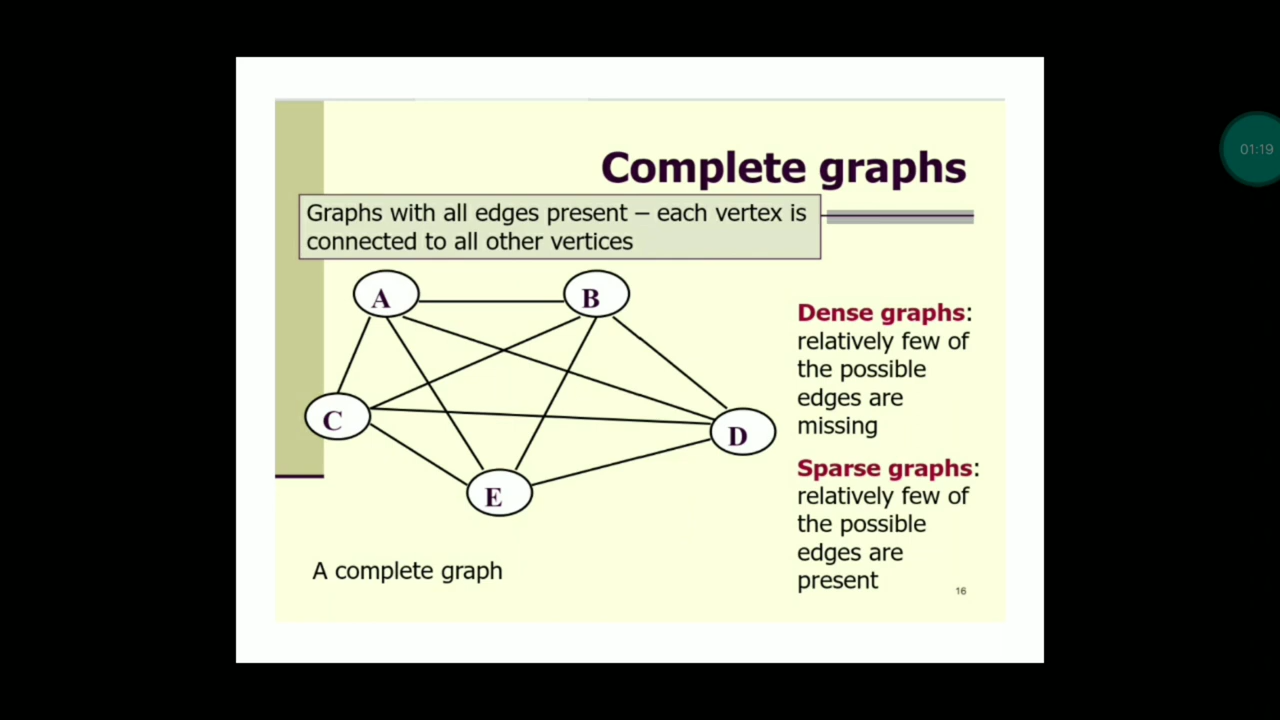 Complete graphs
Graphs with all edges present – each vertex is
connected to all other vertices
A
B
C
D
E
Dense graphs:
relatively few of
the possible
edges are
missing
Sparse graphs:
relatively few of
the possible
edges are
present
A complete graph
16
01:19